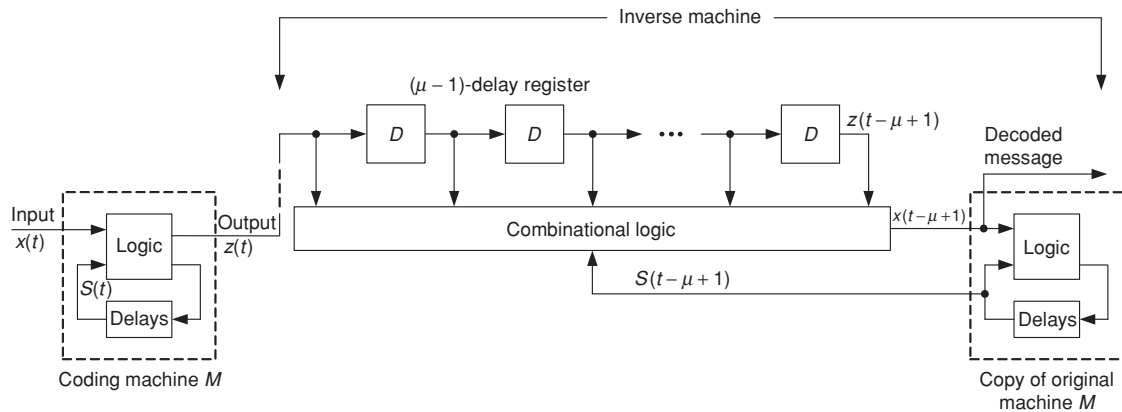 Inverse machine
(μ − 1)-delay register
D
D
•••
D
z(t − μ + 1)
Decoded
message
Input
x(t)
Logic
Output
z(t)
S(t)
Delays
Coding machine M
Combinational logic
x(t − μ + 1)
S(t − μ + 1)
Logic
Delays
Copy of original
machine M